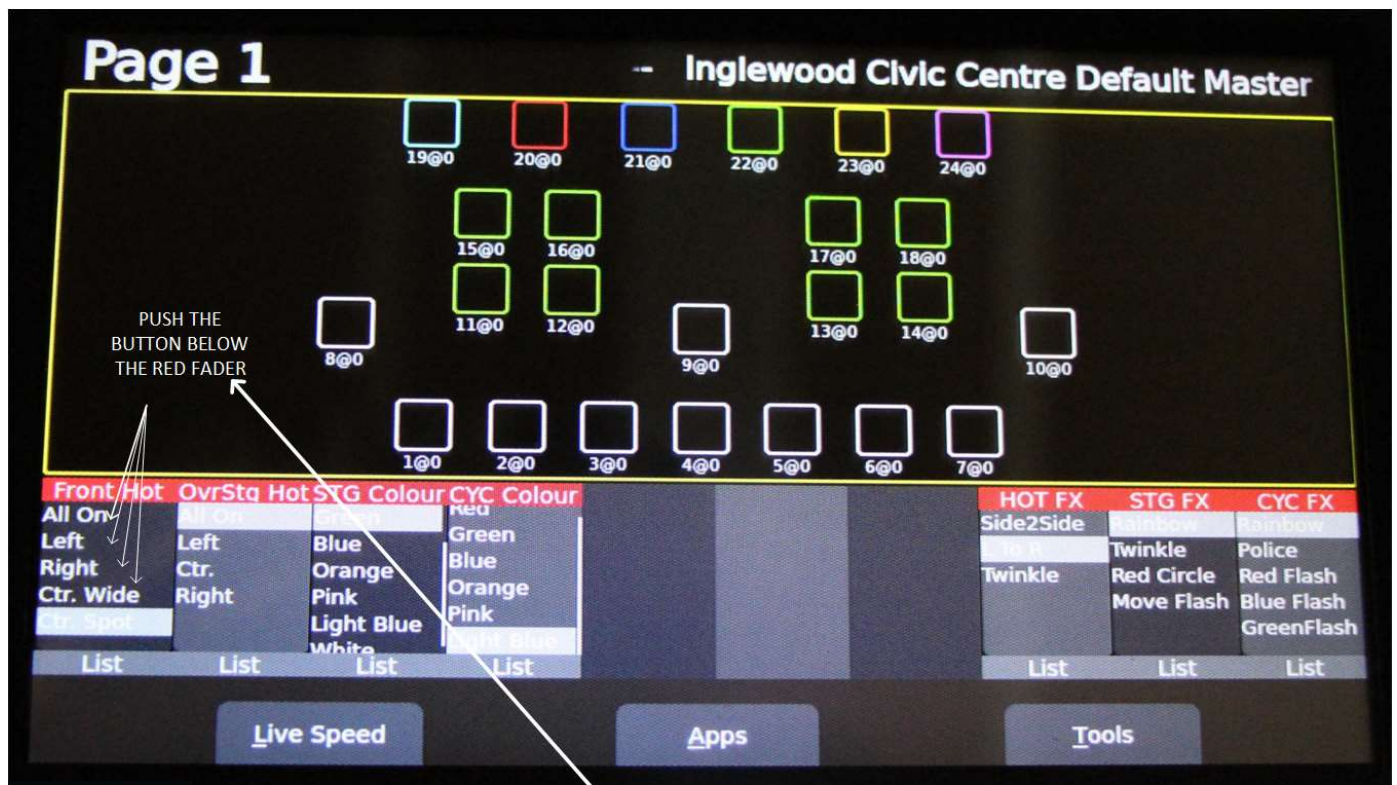 Page 1
-- Inglewood Civic Centre Default Master
19@0 20@0 21@0 22@0 23@0 24@0
15@0 16@0 17@0 18@0
11@0 12@0 13@0 14@0
8@0 9@0 10@0
PUSH THE
BUTTON BELOW
THE RED FADER
1@0 2@0 3@0 4@0 5@0 6@0 7@0
Front Hot OvrStg Hot STG Colour CYC Colour HOT FX STG FX CYC FX
All On All On Green Red Side2Side Rainbow Rainbow
Left Left Blue Green L To R Twinkle Police
Right Ctr. Orange Blue Twinkle Red Circle Red Flash
Ctr. Wide Right Pink Orange Move Flash Blue Flash
Ctr. Spot Light Blue Pink GreenFlash
White Light Blue
List List List List List List List
Live Speed Apps Tools